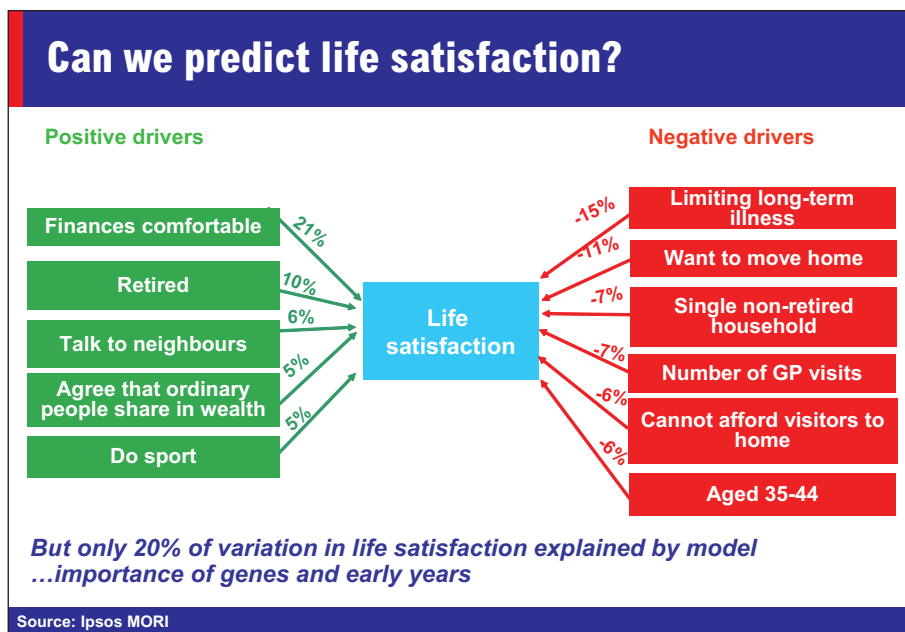 Can we predict life satisfaction?
Positive drivers
Negative drivers
Finances comfortable
21%
Retired
10%
Talk to neighbours
6%
Agree that ordinary
people share in wealth
5%
Do sport
5%
Life
satisfaction
-15%
Limiting long-term
illness
-11%
Want to move home
-7%
Single non-retired
household
-7%
Number of GP visits
-6%
Cannot afford visitors to
home
-6%
Aged 35-44
But only 20% of variation in life satisfaction explained by model
…importance of genes and early years
Source: Ipsos MORI